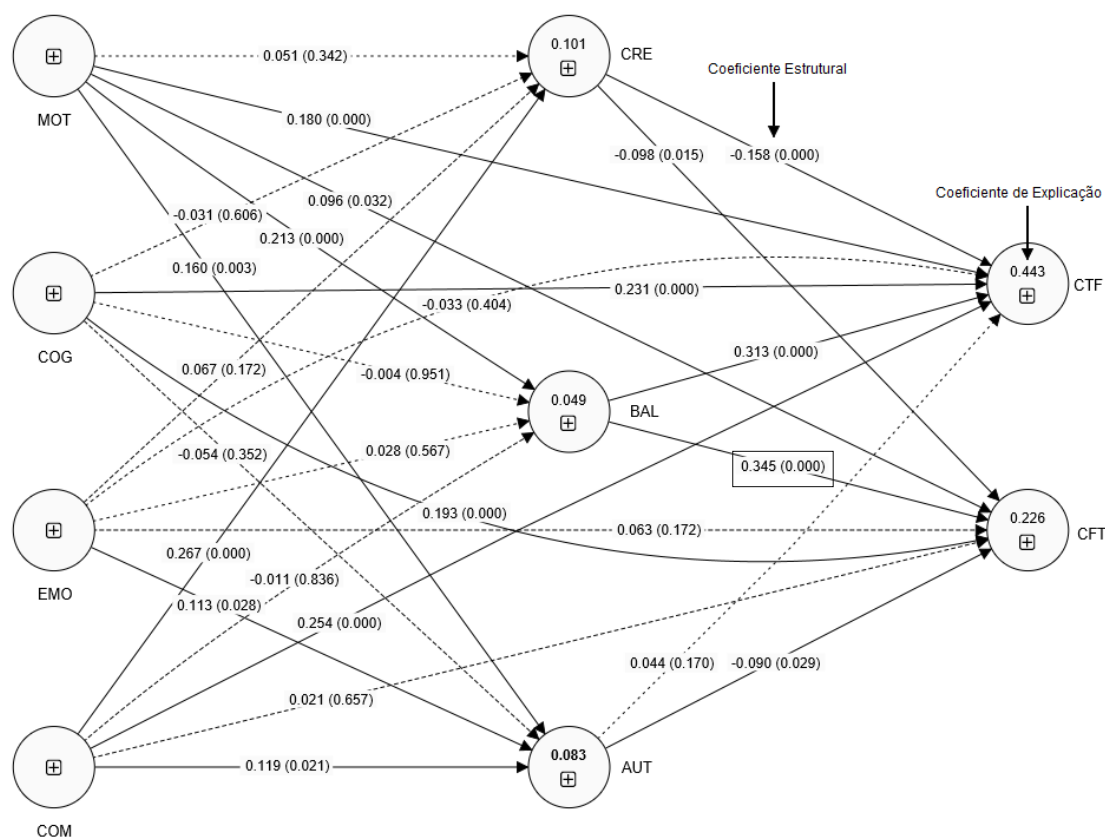 0.101
CRE
0.051 (0.342)
Coeficiente Estrutural
MOT
0.180 (0.000)
-0.098 (0.015)
-0.158 (0.000)
Coeficiente de Explicação
0.096 (0.032)
-0.031 (0.606)
0.213 (0.000)
0.160 (0.003)
0.443
CTF
0.231 (0.000)
-0.033 (0.404)
COG
0.067 (0.172)
-0.004 (0.951)
0.313 (0.000)
0.049
BAL
0.028 (0.567)
-0.054 (0.352)
0.345 (0.000)
0.193 (0.000)
0.063 (0.172)
0.226
CFT
0.267 (0.000)
-0.011 (0.836)
EMO
0.113 (0.028)
0.254 (0.000)
0.044 (0.170)
-0.090 (0.029)
0.021 (0.657)
0.083
AUT
0.119 (0.021)
COM